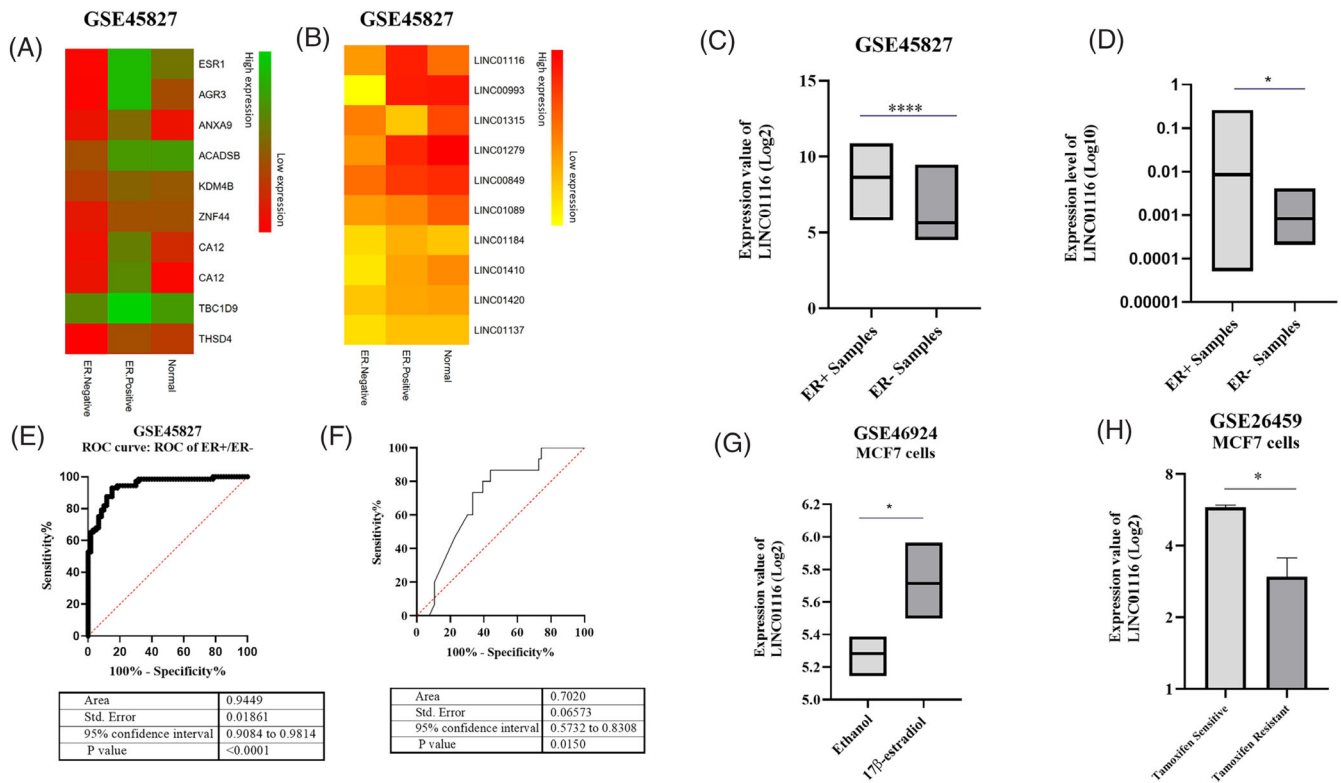 (A)
GSE45827
ESR1
AGR3
ANXA9
ACADSB
KDM4B
ZNF44
CA12
CA12
TBC1D9
THSD4
ER.Negative
ER.Positive
Normal
High expression
Low expression
(B)
GSE45827
LINC01116
LINC00993
LINC01315
LINC01279
LINC00849
LINC01089
LINC01184
LINC01410
LINC01420
LINC01137
ER.Negative
ER.Positive
Normal
High expression
Low expression
(C)
GSE45827
Expression value of
LINC01116 (Log2)
15
10
5
0
****
ER+ Samples
ER- Samples
(D)
Expression level of
LINC01116 (Log10)
1
0.1
0.01
0.001
0.0001
0.00001
*
ER+ Samples
ER- Samples
(E)
GSE45827
ROC curve: ROC of ER+/ER-
Sensitivity%
100
80
60
40
20
0
0 20 40 60 80 100
100% - Specificity%
Area 0.9449
Std. Error 0.01861
95% confidence interval 0.9084 to 0.9814
P value <0.0001
(F)
Sensitivity%
100
80
60
40
20
0
0 20 40 60 80 100
100% - Specificity%
Area 0.7020
Std. Error 0.06573
95% confidence interval 0.5732 to 0.8308
P value 0.0150
(G)
GSE46924
MCF7 cells
Expression value of
LINC01116 (Log2)
6.2
6.0
5.8
5.6
5.4
5.2
5.0
*
Ethanol
17β-estradiol
(H)
GSE26459
MCF7 cells
Expression value of
LINC01116 (Log2)
8
4
2
1
*
Tamoxifen Sensitive
Tamoxifen Resistant